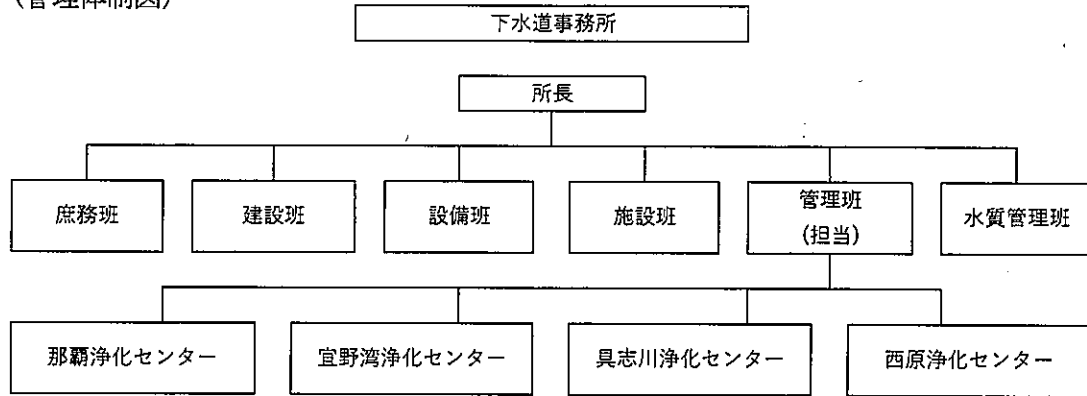 (管理体制図)
下水道事務所
所長
庶務班
建設班
設備班
施設班
管理班
(担当)
水質管理班
那覇浄化センター
宜野湾浄化センター
具志川浄化センター
西原浄化センター